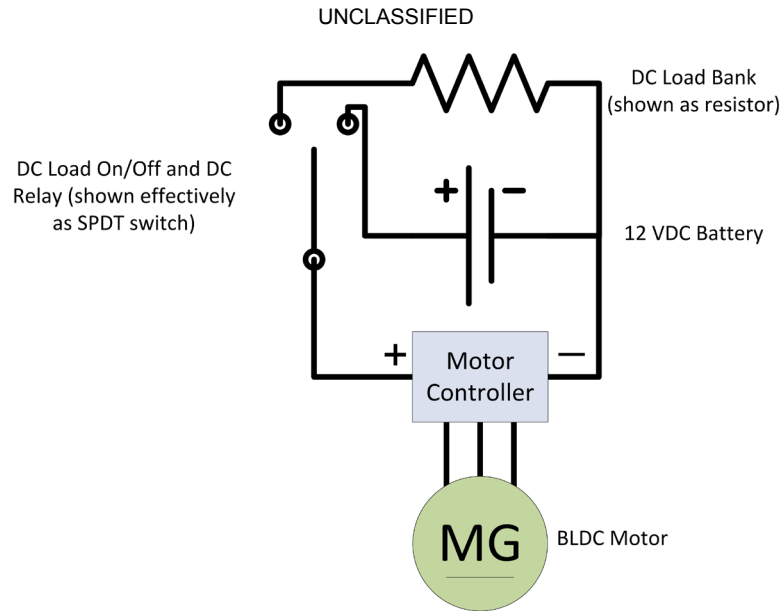 UNCLASSIFIED
DC Load Bank
(shown as resistor)
DC Load On/Off and DC
Relay (shown effectively
as SPDT switch)
+ −
12 VDC Battery
+ −
Motor
Controller
MG
BLDC Motor